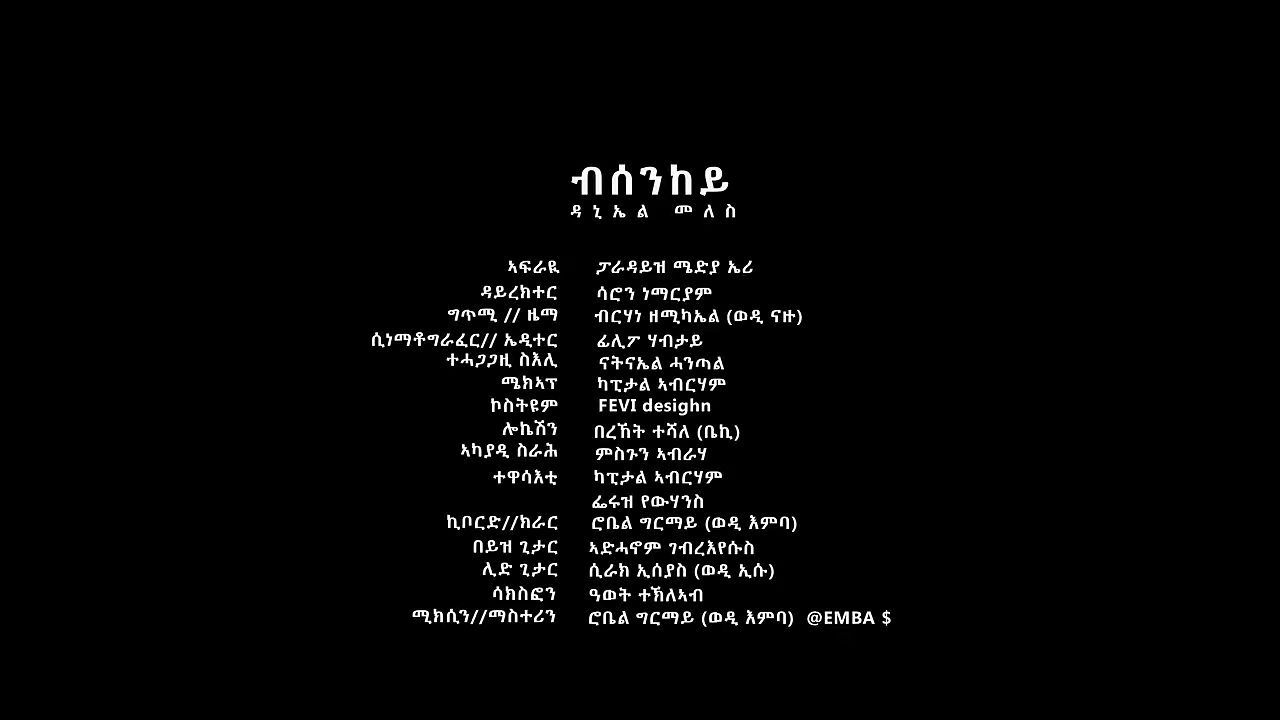 ብሰንከይ
ዳኒኤል መለስ
ኣፍራዪ ፓራዳይዝ ሜድያ ኤሪ
ዳይረክተር ሳሮን ነማርያም
ግጥሚ // ዜማ ብርሃነ ዘሚካኤል (ወዲ ናዙ)
ሲነማቶግራፈር// ኤዲተር ፊሊፖ ሃብታይ
ተሓጋጋዚ ስእሊ ናትናኤል ሓንጣል
ሜክኣፕ ካፒታል ኣብርሃም
ኮስትዩም FEVI desighn
ሎኬሽን በረኸት ተሻለ (ቤኪ)
ኣካያዲ ስራሕ ምስጉን ኣብራሃ
ተዋሳእቲ ካፒታል ኣብርሃም
ፌሩዝ የውሃንስ
ኪቦርድ//ክራር ሮቤል ግርማይ (ወዲ እምባ)
በይዝ ጊታር ኣድሓኖም ገብረእየሱስ
ሊድ ጊታር ሲራክ ኢሰያስ (ወዲ ኢሱ)
ሳክስፎን ዓወት ተኽለኣብ
ሚክሲን//ማስተሪን ሮቤል ግርማይ (ወዲ እምባ) @EMBA $